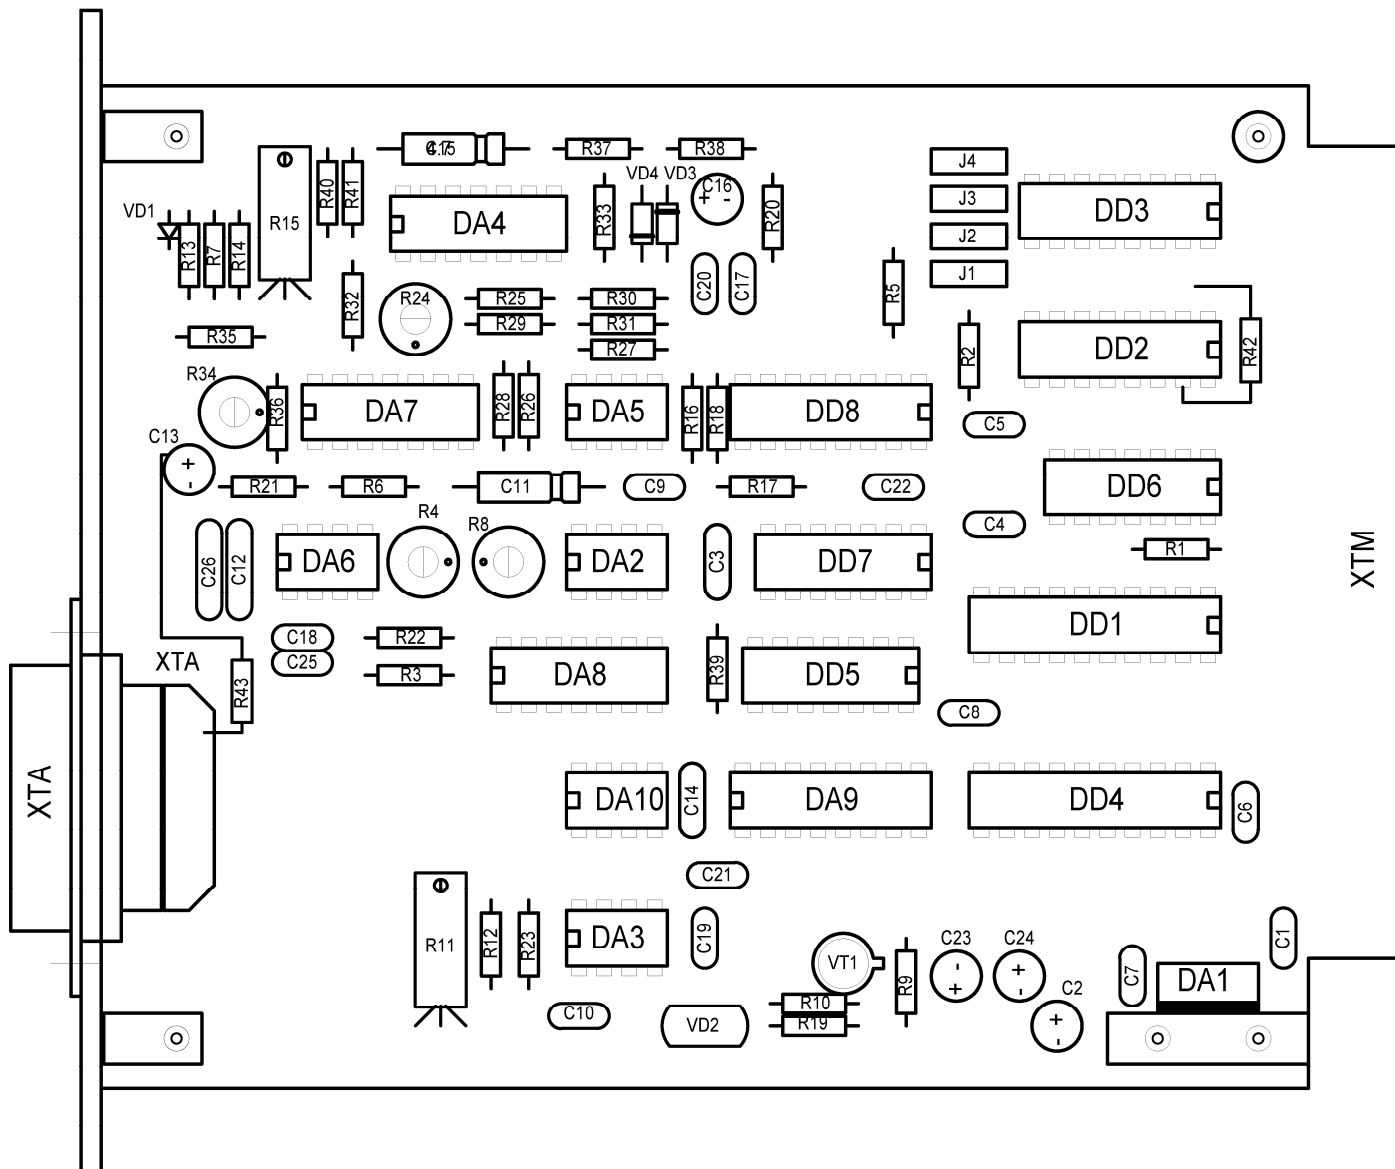 J4
R37
R38
C16
J3
VD4
VD3
R40
R41
VD1
R15
DA4
R33
+ -
R20
DD3
J2
R13
R7
R14
J1
R32
R24
R25
R30
C20
C17
R5
R29
R31
R35
R27
R2
DD2
R42
R34
R36
DA7
R28
R26
DA5
R16
R18
DD8
C5
C13
+
-
R21
R6
C11
C9
R17
C22
DD6
R4
R8
C4
C26
C12
DA6
DA2
C3
DD7
R1
XTM
C18
R22
DD1
C25
XTA
R3
DA8
R39
DD5
R43
C8
XTA
DA10
C14
DA9
DD4
C6
C21
R11
R12
R23
DA3
C19
C23
C24
C1
VT1
R9
-
+
+
-
C7
DA1
C2
R10
C10
VD2
R19
+
-